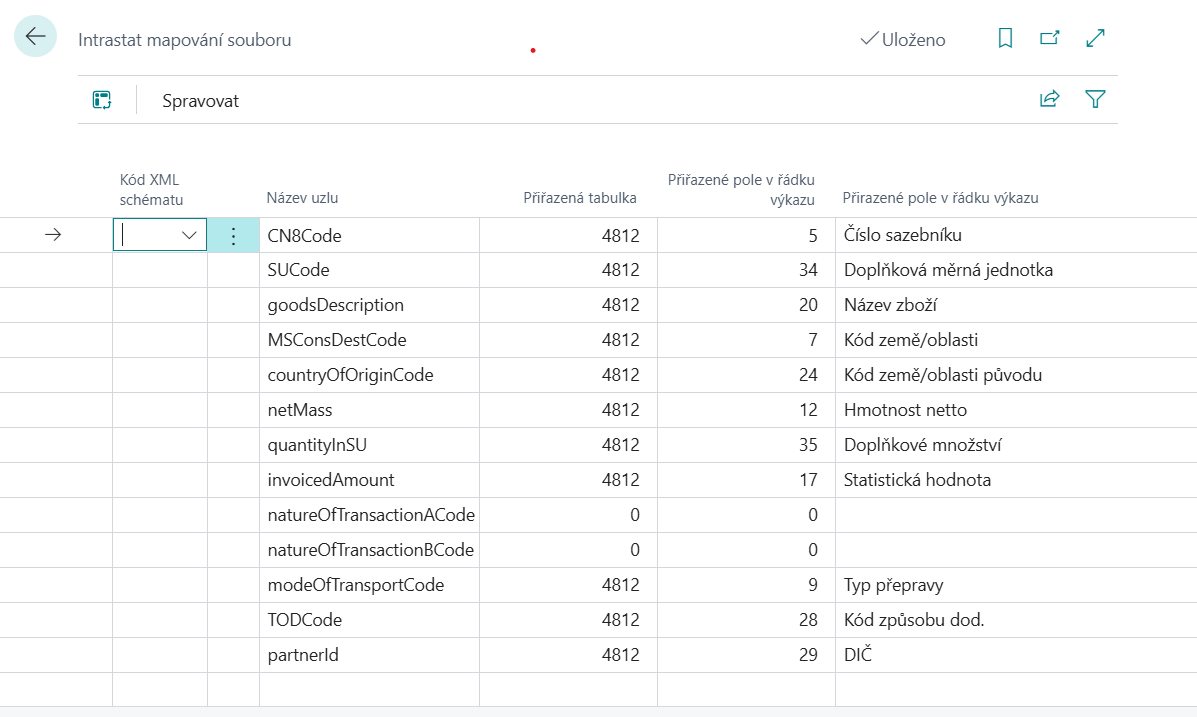 Intrastat mapování souboru
Uloženo
Spravovat
Kód XML schématu
Název uzlu
Přiřazená tabulka
Přiřazené pole v řádku výkazu
Přirazené pole v řádku výkazu
CN8Code 4812 5 Číslo sazebníku
SUCode 4812 34 Doplňková měrná jednotka
goodsDescription 4812 20 Název zboží
MSConsDestCode 4812 7 Kód země/oblasti
countryOfOriginCode 4812 24 Kód země/oblasti původu
netMass 4812 12 Hmotnost netto
quantityInSU 4812 35 Doplňkové množství
invoicedAmount 4812 17 Statistická hodnota
natureOfTransactionACode 0 0
natureOfTransactionBCode 0 0
modeOfTransportCode 4812 9 Typ přepravy
TODCode 4812 28 Kód způsobu dod.
partnerId 4812 29 DIČ